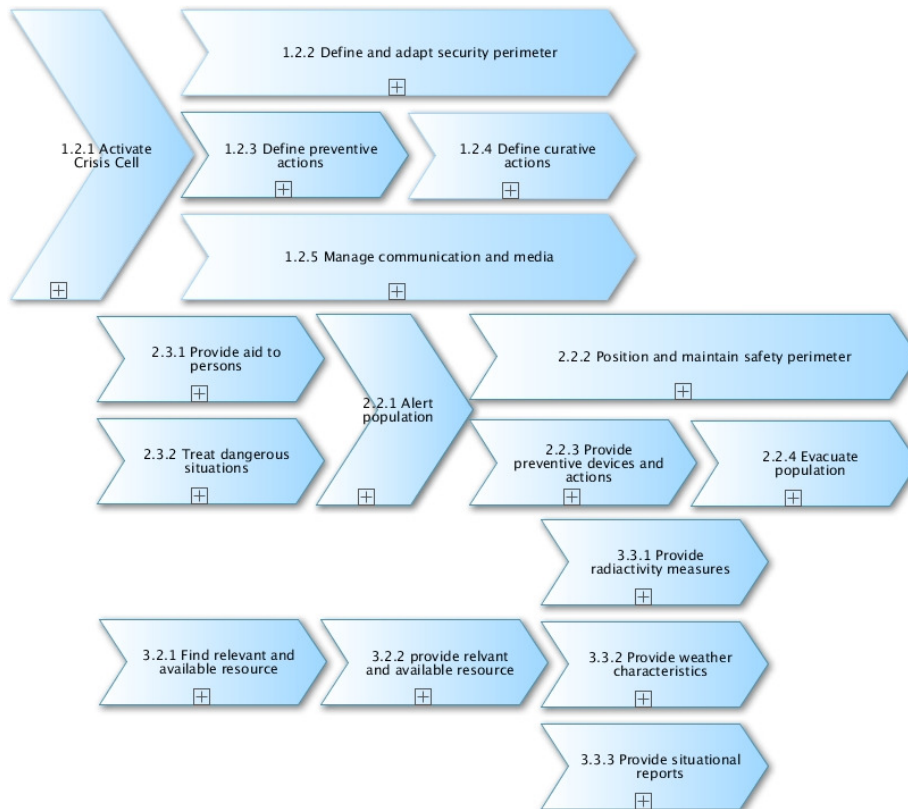 1.2.2 Define and adapt security perimeter
1.2.1 Activate
Crisis Cell
1.2.3 Define preventive
actions
1.2.4 Define curative
actions
1.2.5 Manage communication and media
2.3.1 Provide aid to
persons
2.2.1 Alert
population
2.2.2 Position and maintain safety perimeter
2.3.2 Treat dangerous
situations
2.2.3 Provide
preventive devices and
actions
2.2.4 Evacuate
population
3.3.1 Provide
radiactivity measures
3.2.1 Find relevant and
available resource
3.2.2 provide relvant
and available resource
3.3.2 Provide weather
characteristics
3.3.3 Provide situational
reports